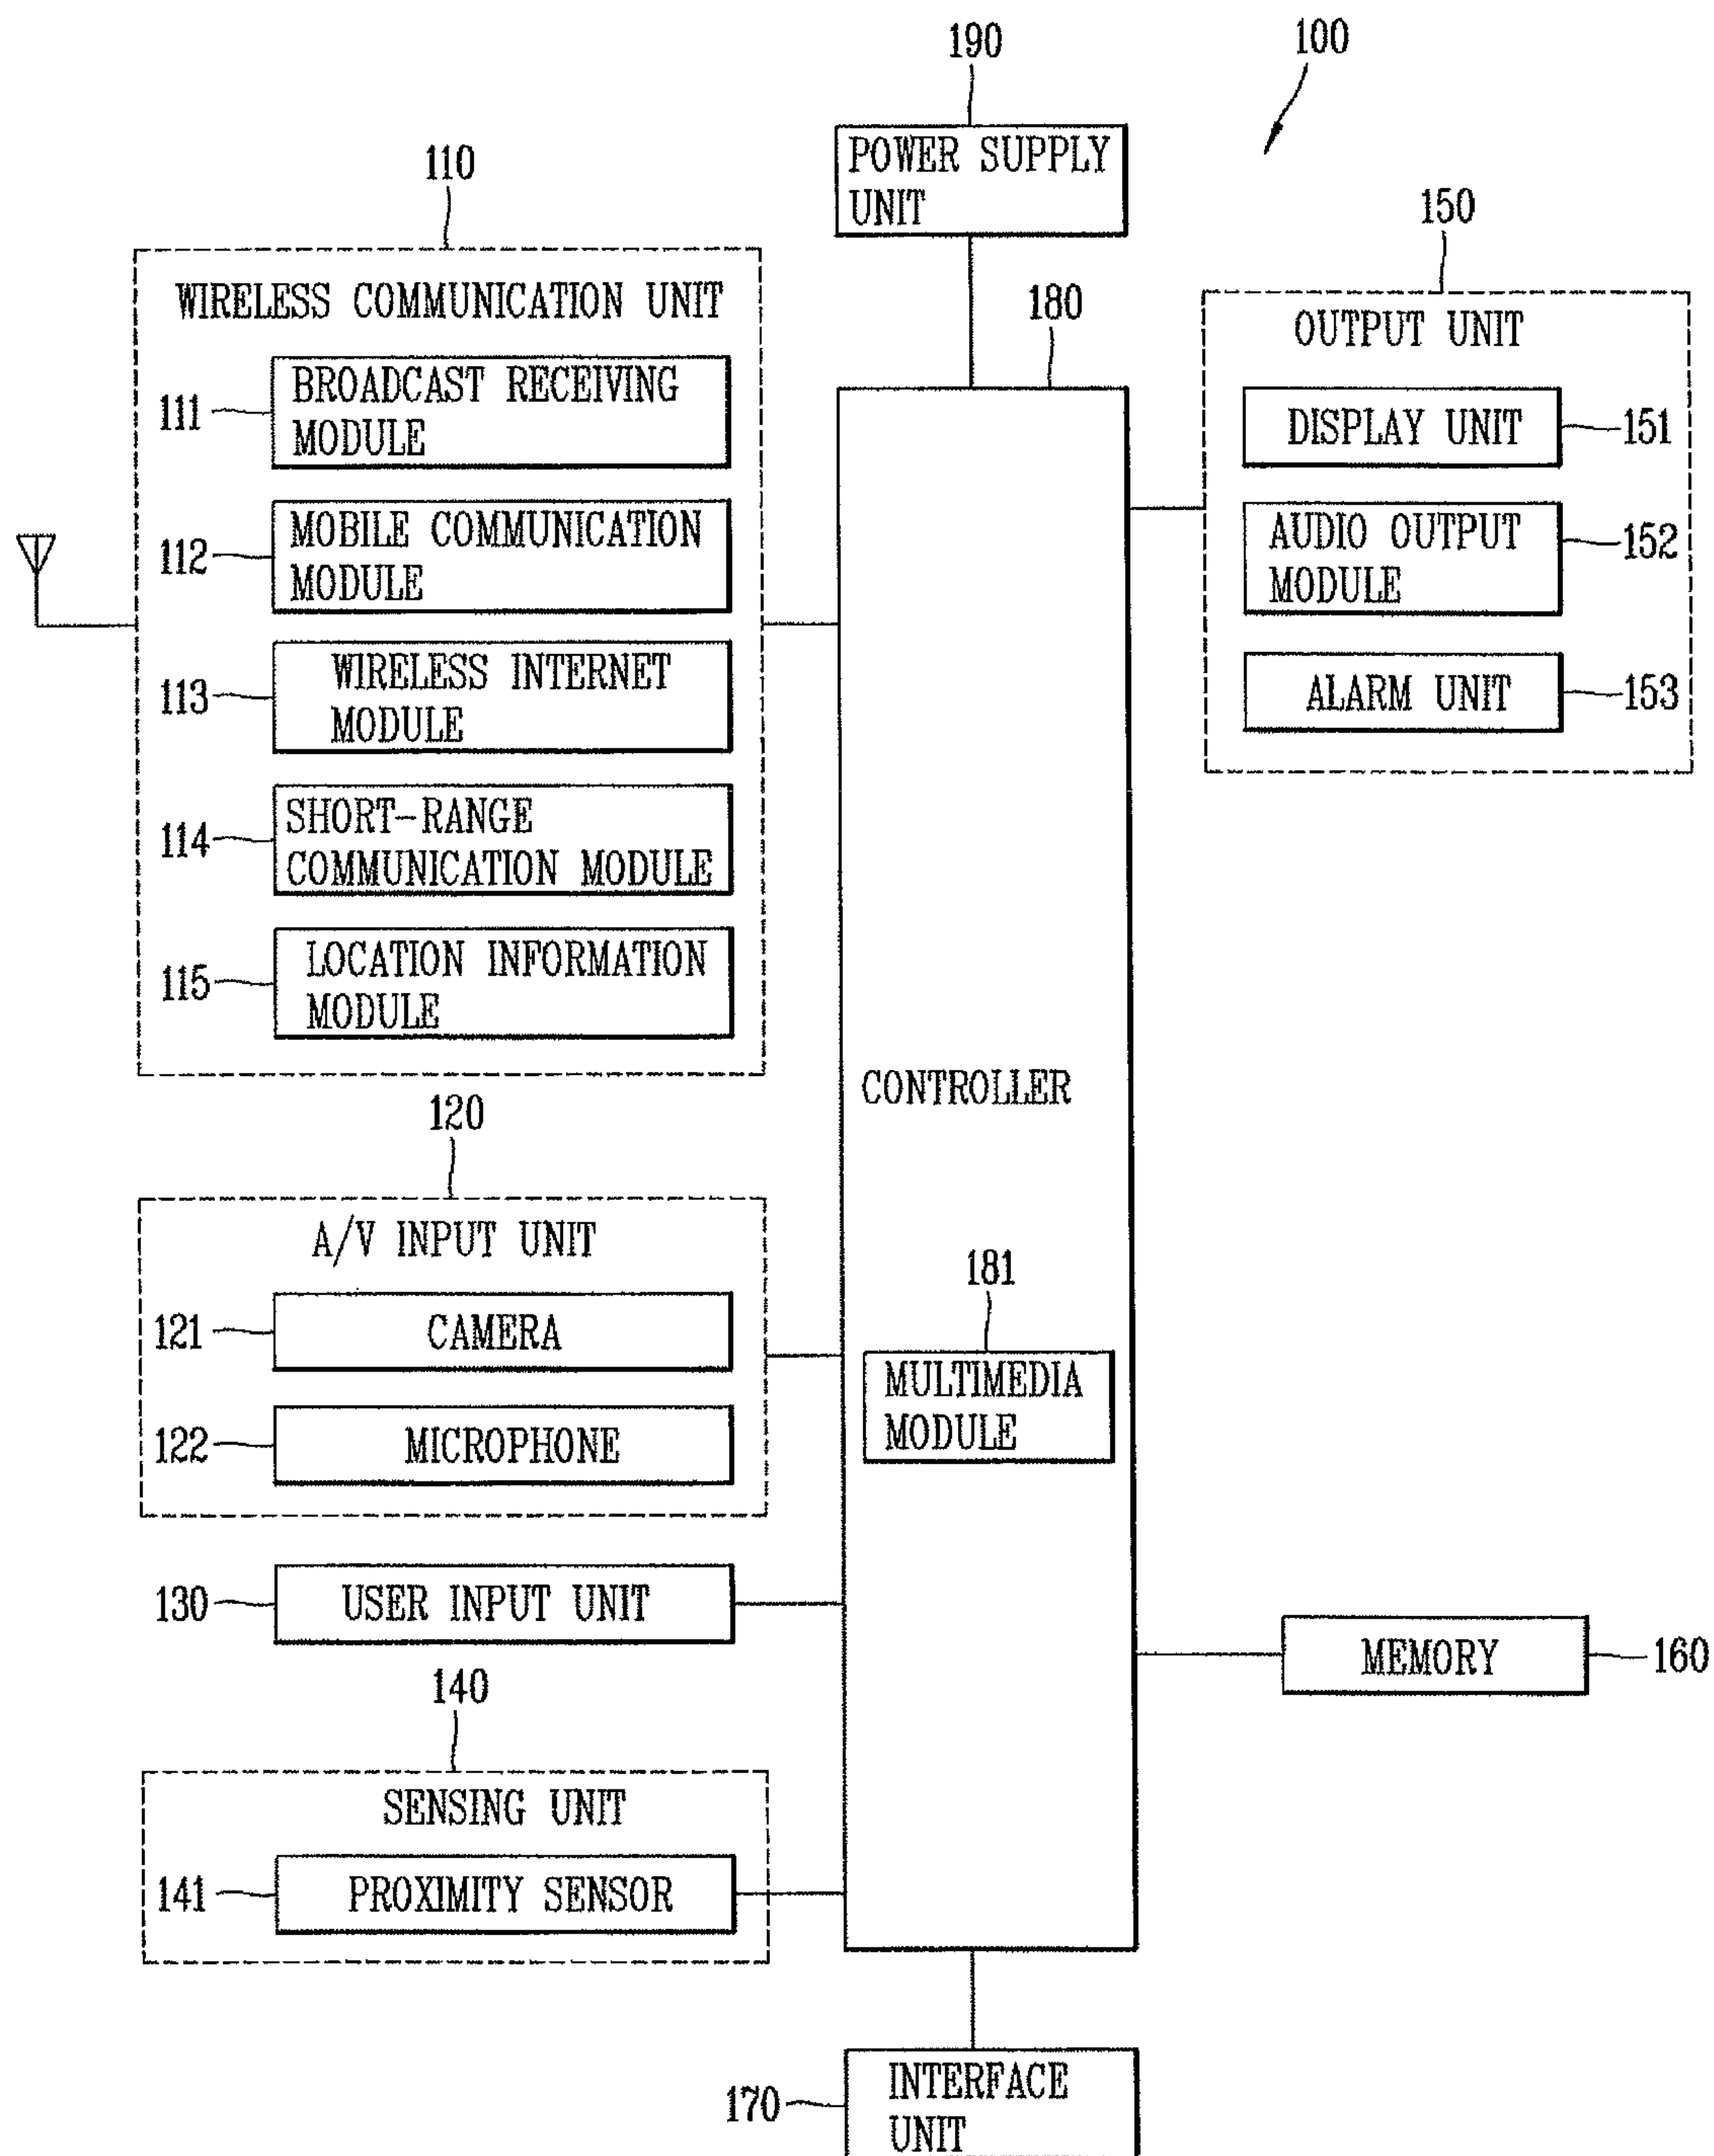 100
190
POWER SUPPLY
UNIT
110
WIRELESS COMMUNICATION UNIT
111
BROADCAST RECEIVING
MODULE
112
MOBILE COMMUNICATION
MODULE
113
WIRELESS INTERNET
MODULE
114
SHORT-RANGE
COMMUNICATION MODULE
115
LOCATION INFORMATION
MODULE
120
A/V INPUT UNIT
121
CAMERA
122
MICROPHONE
130
USER INPUT UNIT
140
SENSING UNIT
141
PROXIMITY SENSOR
180
CONTROLLER
181
MULTIMEDIA
MODULE
150
OUTPUT UNIT
DISPLAY UNIT
151
AUDIO OUTPUT
MODULE
152
ALARM UNIT
153
MEMORY
160
170
INTERFACE
UNIT